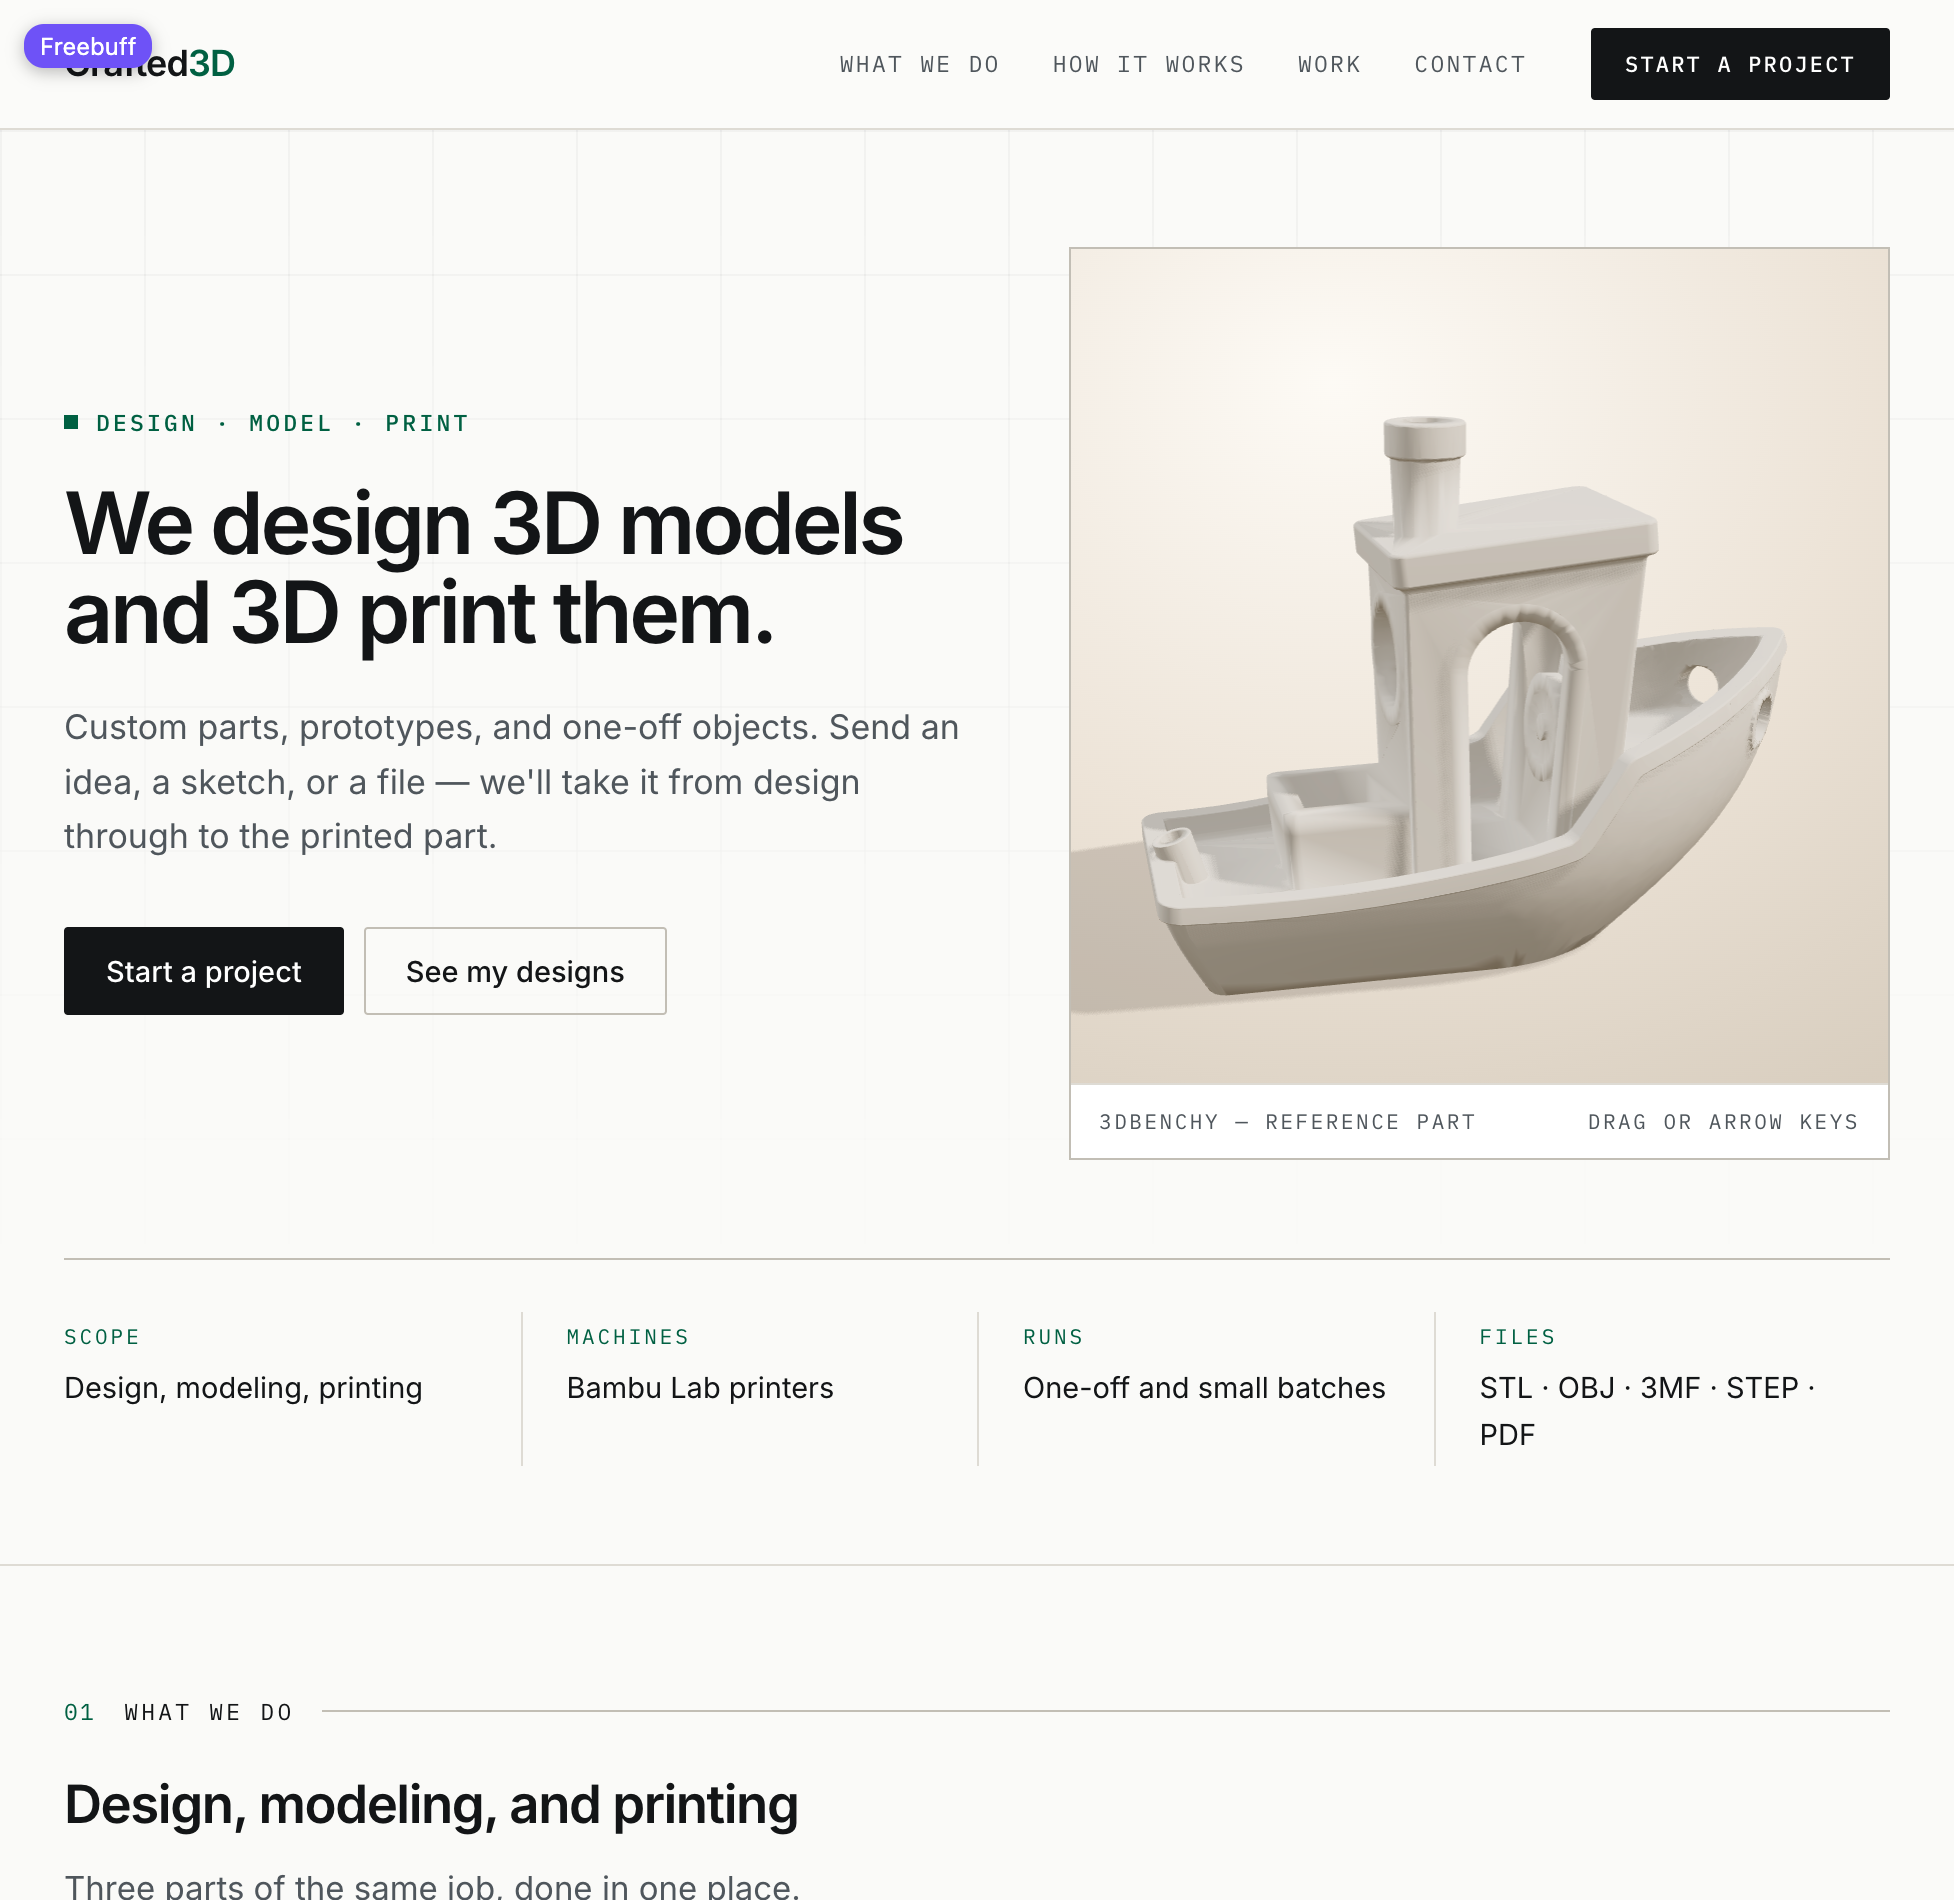 Freebuff
Crafted3D
WHAT WE DO
HOW IT WORKS
WORK
CONTACT
START A PROJECT
DESIGN · MODEL · PRINT
We design 3D models
and 3D print them.
Custom parts, prototypes, and one-off objects. Send an
idea, a sketch, or a file — we'll take it from design
through to the printed part.
Start a project
See my designs
3DBENCHY — REFERENCE PART
DRAG OR ARROW KEYS
SCOPE
Design, modeling, printing
MACHINES
Bambu Lab printers
RUNS
One-off and small batches
FILES
STL · OBJ · 3MF · STEP ·
PDF
01 WHAT WE DO
Design, modeling, and printing
Three parts of the same job, done in one place.